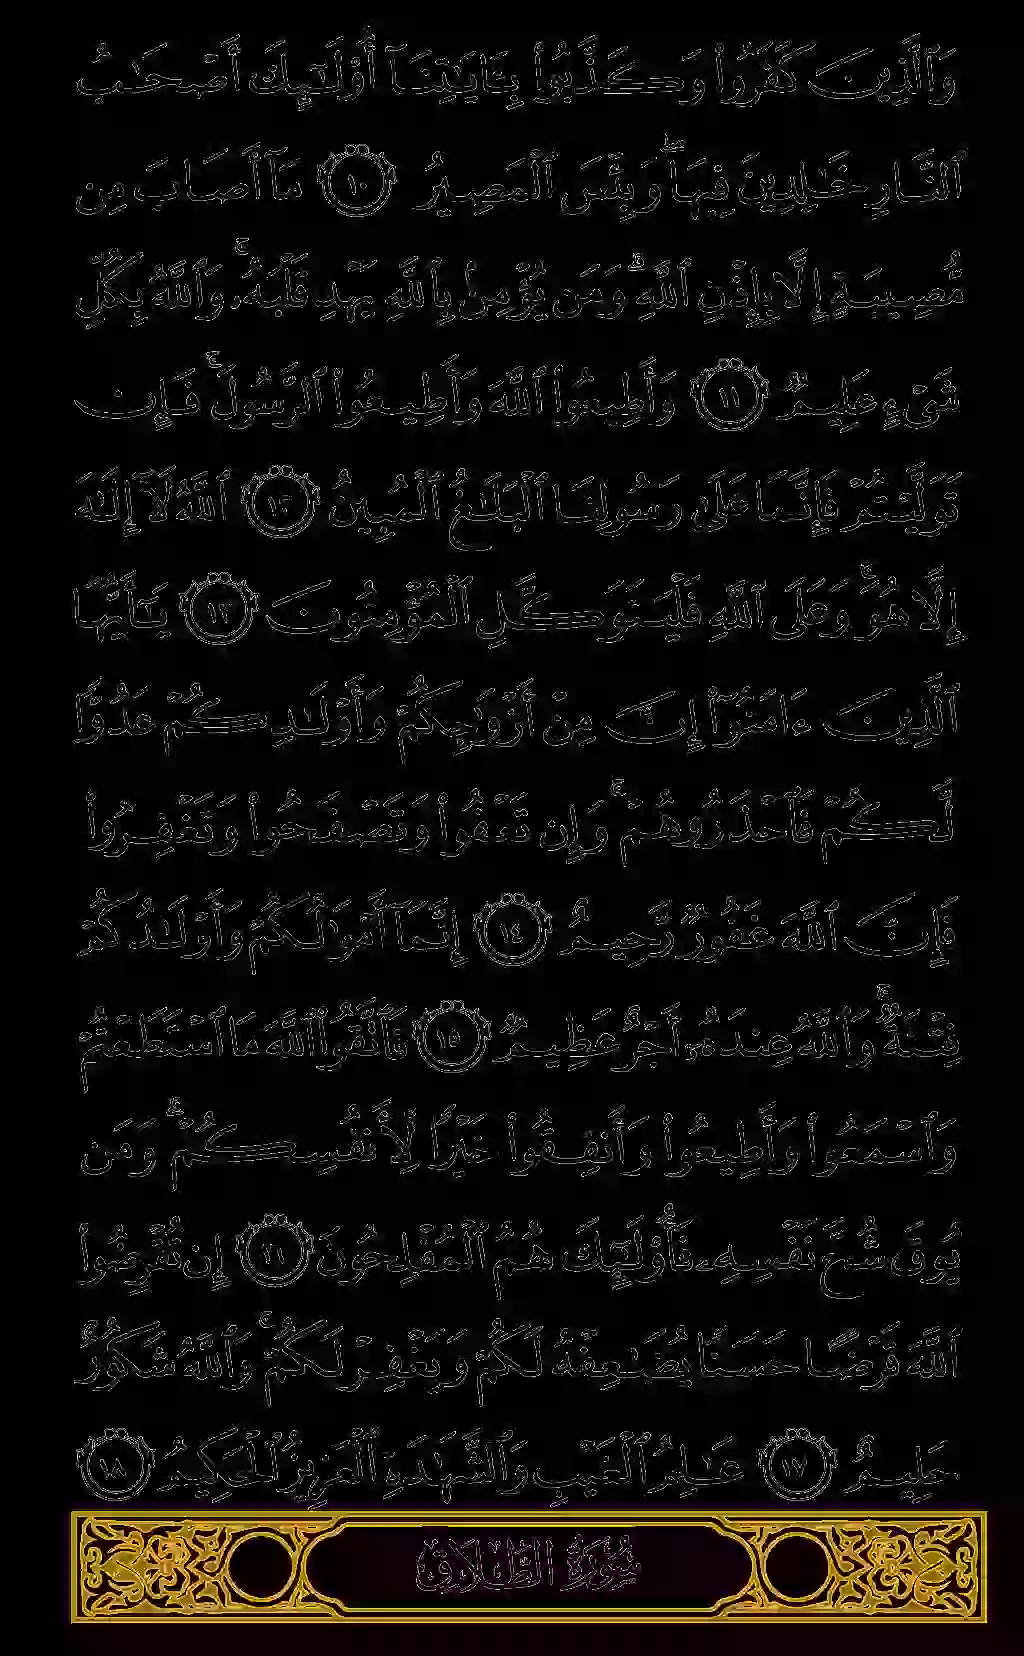 وَٱلَّذِينَ كَفَرُوا۟ وَكَذَّبُوا۟ بِـَٔايَـٰتِنَآ أُو۟لَـٰٓئِكَ أَصْحَـٰبُ
ٱلنَّارِ خَـٰلِدِينَ فِيهَا ۖ وَبِئْسَ ٱلْمَصِيرُ ١٠ مَآ أَصَابَ مِن
مُّصِيبَةٍ إِلَّا بِإِذْنِ ٱللَّهِ ۗ وَمَن يُؤْمِنۢ بِٱللَّهِ يَهْدِ قَلْبَهُۥ ۚ وَٱللَّهُ بِكُلِّ
شَىْءٍ عَلِيمٌ ١١ وَأَطِيعُوا۟ ٱللَّهَ وَأَطِيعُوا۟ ٱلرَّسُولَ ۚ فَإِن
تَوَلَّيْتُمْ فَإِنَّمَا عَلَىٰ رَسُولِنَا ٱلْبَلَـٰغُ ٱلْمُبِينُ ١٢ ٱللَّهُ لَآ إِلَـٰهَ
إِلَّا هُوَ ۚ وَعَلَى ٱللَّهِ فَلْيَتَوَكَّلِ ٱلْمُؤْمِنُونَ ١٣ يَـٰٓأَيُّهَا
ٱلَّذِينَ ءَامَنُوٓا۟ إِنَّ مِنْ أَزْوَٰجِكُمْ وَأَوْلَـٰدِكُمْ عَدُوًّا
لَّكُمْ فَٱحْذَرُوهُمْ ۚ وَإِن تَعْفُوا۟ وَتَصْفَحُوا۟ وَتَغْفِرُوا۟
فَإِنَّ ٱللَّهَ غَفُورٌ رَّحِيمٌ ١٤ إِنَّمَآ أَمْوَٰلُكُمْ وَأَوْلَـٰدُكُمْ
فِتْنَةٌ ۚ وَٱللَّهُ عِندَهُۥٓ أَجْرٌ عَظِيمٌ ١٥ فَٱتَّقُوا۟ ٱللَّهَ مَا ٱسْتَطَعْتُمْ
وَٱسْمَعُوا۟ وَأَطِيعُوا۟ وَأَنفِقُوا۟ خَيْرًا لِّأَنفُسِكُمْ ۗ وَمَن
يُوقَ شُحَّ نَفْسِهِۦ فَأُو۟لَـٰٓئِكَ هُمُ ٱلْمُفْلِحُونَ ١٦ إِن تُقْرِضُوا۟
ٱللَّهَ قَرْضًا حَسَنًا يُضَـٰعِفْهُ لَكُمْ وَيَغْفِرْ لَكُمْ ۚ وَٱللَّهُ شَكُورٌ
حَلِيمٌ ١٧ عَـٰلِمُ ٱلْغَيْبِ وَٱلشَّهَـٰدَةِ ٱلْعَزِيزُ ٱلْحَكِيمُ ١٨
سُورَةُ الطَّلَاقِ